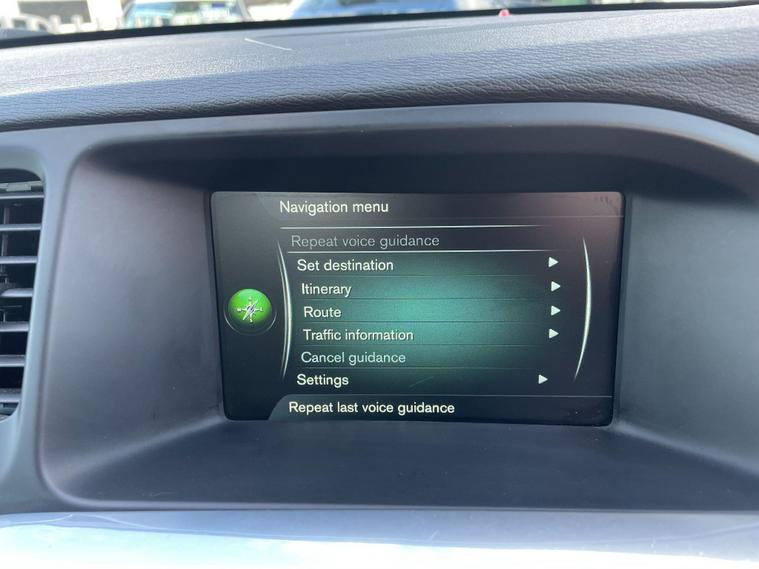 Navigation menu
Repeat voice guidance
Set destination
Itinerary
Route
Traffic information
Cancel guidance
Settings
Repeat last voice guidance